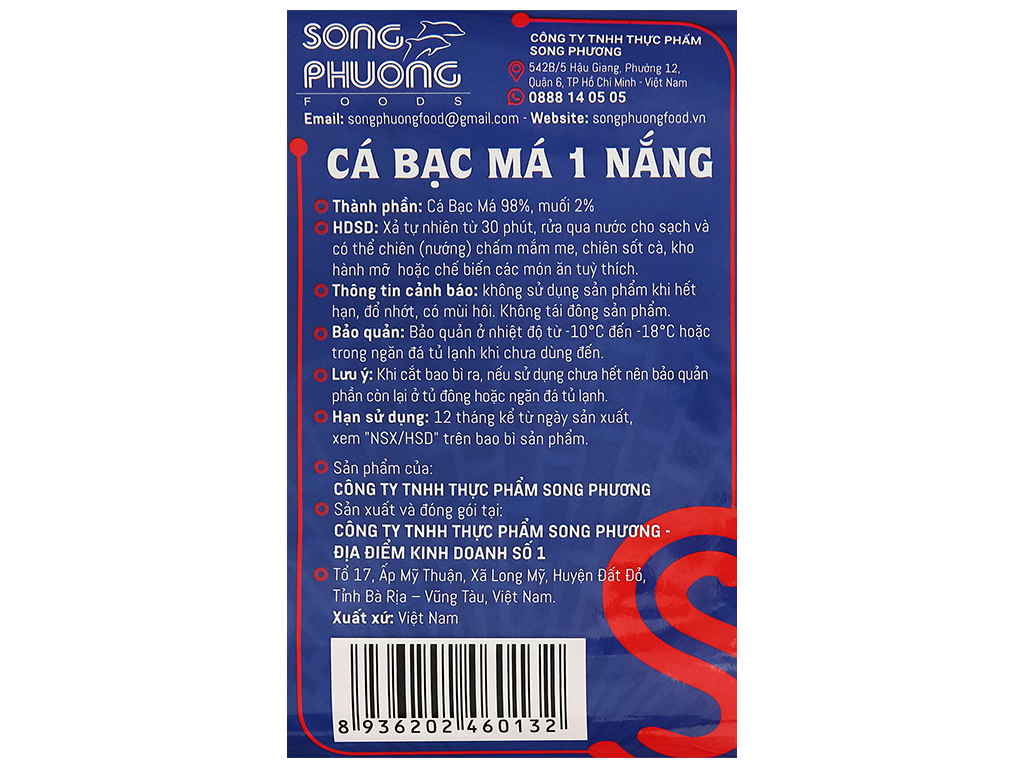 SONG
PHUONG
FOODS
CÔNG TY TNHH THỰC PHẨM
SONG PHƯƠNG
542B/5 Hậu Giang, Phường 12,
Quận 6, TP Hồ Chí Minh - Việt Nam
0888 14 05 05
Email: songphuongfood@gmail.com - Website: songphuongfood.vn
CÁ BẠC MÁ 1 NẮNG
Thành phần: Cá Bạc Má 98%, muối 2%
HDSD: Xả tự nhiên từ 30 phút, rửa qua nước cho sạch và
có thể chiên (nướng) chấm mắm me, chiên sốt cà, kho
hành mỡ hoặc chế biến các món ăn tuỳ thích.
Thông tin cảnh báo: không sử dụng sản phẩm khi hết
hạn, đổ nhớt, có mùi hôi. Không tái đông sản phẩm.
Bảo quản: Bảo quản ở nhiệt độ từ -10°C đến -18°C hoặc
trong ngăn đá tủ lạnh khi chưa dùng đến.
Lưu ý: Khi cắt bao bì ra, nếu sử dụng chưa hết nên bảo quản
phần còn lại ở tủ đông hoặc ngăn đá tủ lạnh.
Hạn sử dụng: 12 tháng kể từ ngày sản xuất,
xem "NSX/HSD" trên bao bì sản phẩm.
Sản phẩm của:
CÔNG TY TNHH THỰC PHẨM SONG PHƯƠNG
Sản xuất và đóng gói tại:
CÔNG TY TNHH THỰC PHẨM SONG PHƯƠNG -
ĐỊA ĐIỂM KINH DOANH SỐ 1
Tổ 17, Ấp Mỹ Thuận, Xã Long Mỹ, Huyện Đất Đỏ,
Tỉnh Bà Rịa – Vũng Tàu, Việt Nam.
Xuất xứ: Việt Nam
8 936202 460132